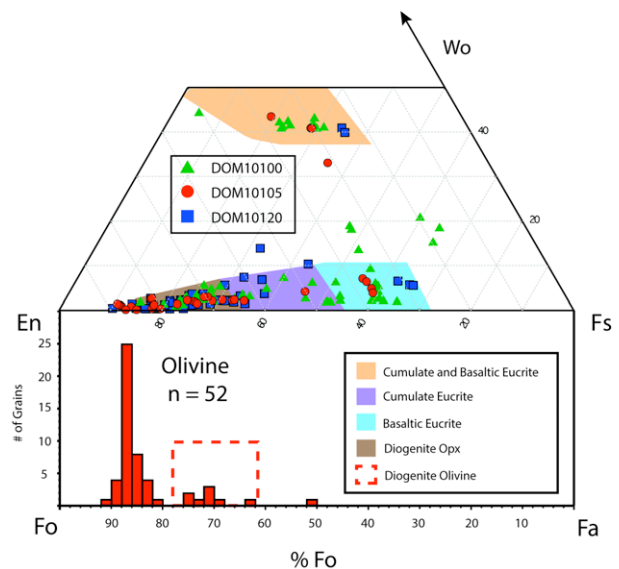 Wo
40
DOM10100
DOM10105
DOM10120
20
En
80
60
40
20
Fs
25
20
15
10
5
# of Grains
Olivine
n = 52
Cumulate and Basaltic Eucrite
Cumulate Eucrite
Basaltic Eucrite
Diogenite Opx
Diogenite Olivine
Fo
90
80
70
60
50
40
30
20
10
Fa
% Fo